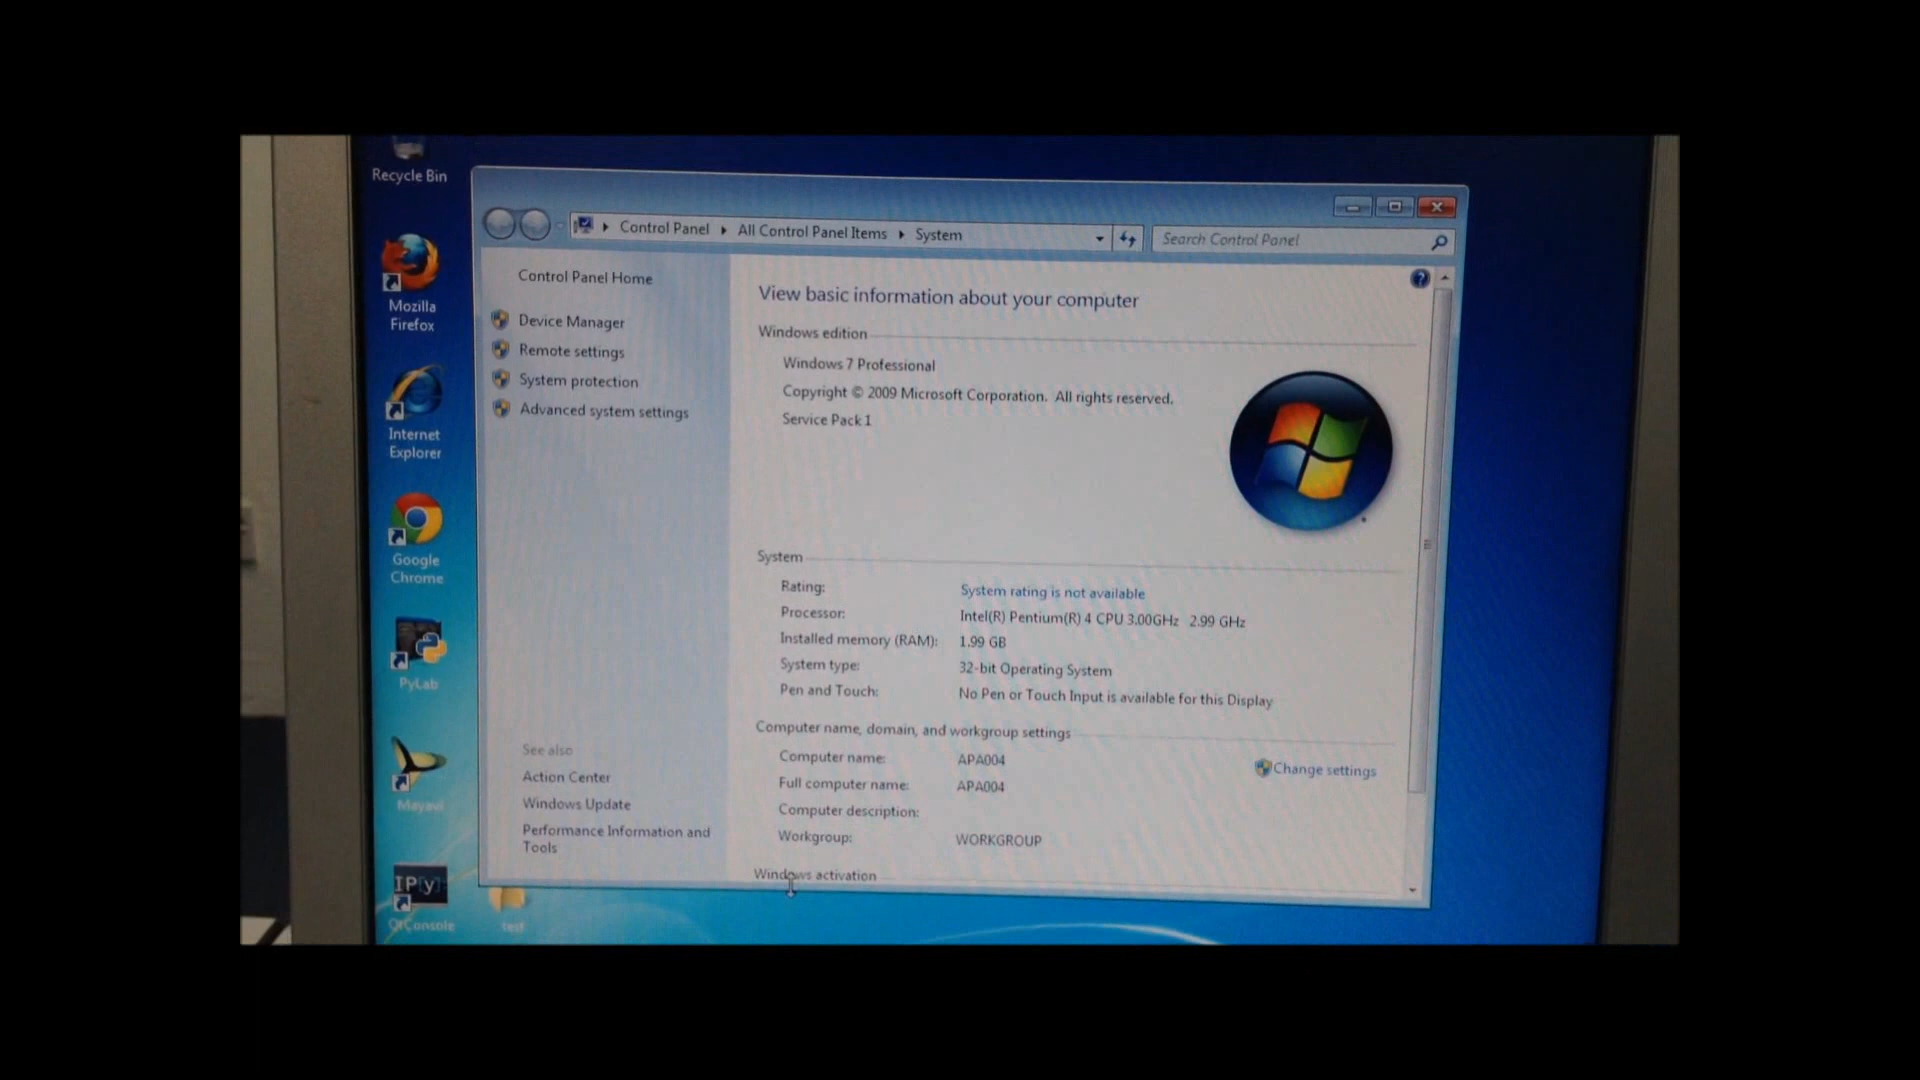 Recycle Bin
Mozilla
Firefox
Internet
Explorer
Google
Chrome
PyLab
Mayavi
IP[y]
QtConsole
test
Control Panel
All Control Panel Items
System
Search Control Panel
Control Panel Home
Device Manager
Remote settings
System protection
Advanced system settings
See also
Action Center
Windows Update
Performance Information and
Tools
View basic information about your computer
Windows edition
Windows 7 Professional
Copyright © 2009 Microsoft Corporation. All rights reserved.
Service Pack 1
System
Rating: System rating is not available
Processor: Intel(R) Pentium(R) 4 CPU 3.00GHz 2.99 GHz
Installed memory (RAM): 1.99 GB
System type: 32-bit Operating System
Pen and Touch: No Pen or Touch Input is available for this Display
Computer name, domain, and workgroup settings
Computer name: APA004
Change settings
Full computer name: APA004
Computer description:
Workgroup: WORKGROUP
Windows activation